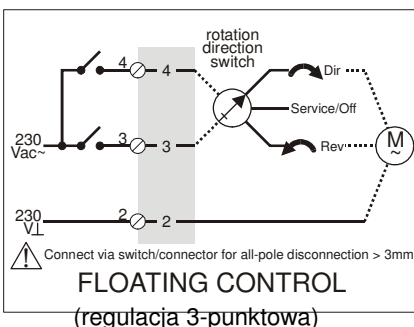 rotation
direction
switch
4 4
Dir
Service/Off
3 3
Rev
M
~
230
Vac~
230
V⊥
2 2
Connect via switch/connector for all-pole disconnection > 3mm
FLOATING CONTROL
(regulacja 3-punktowa)